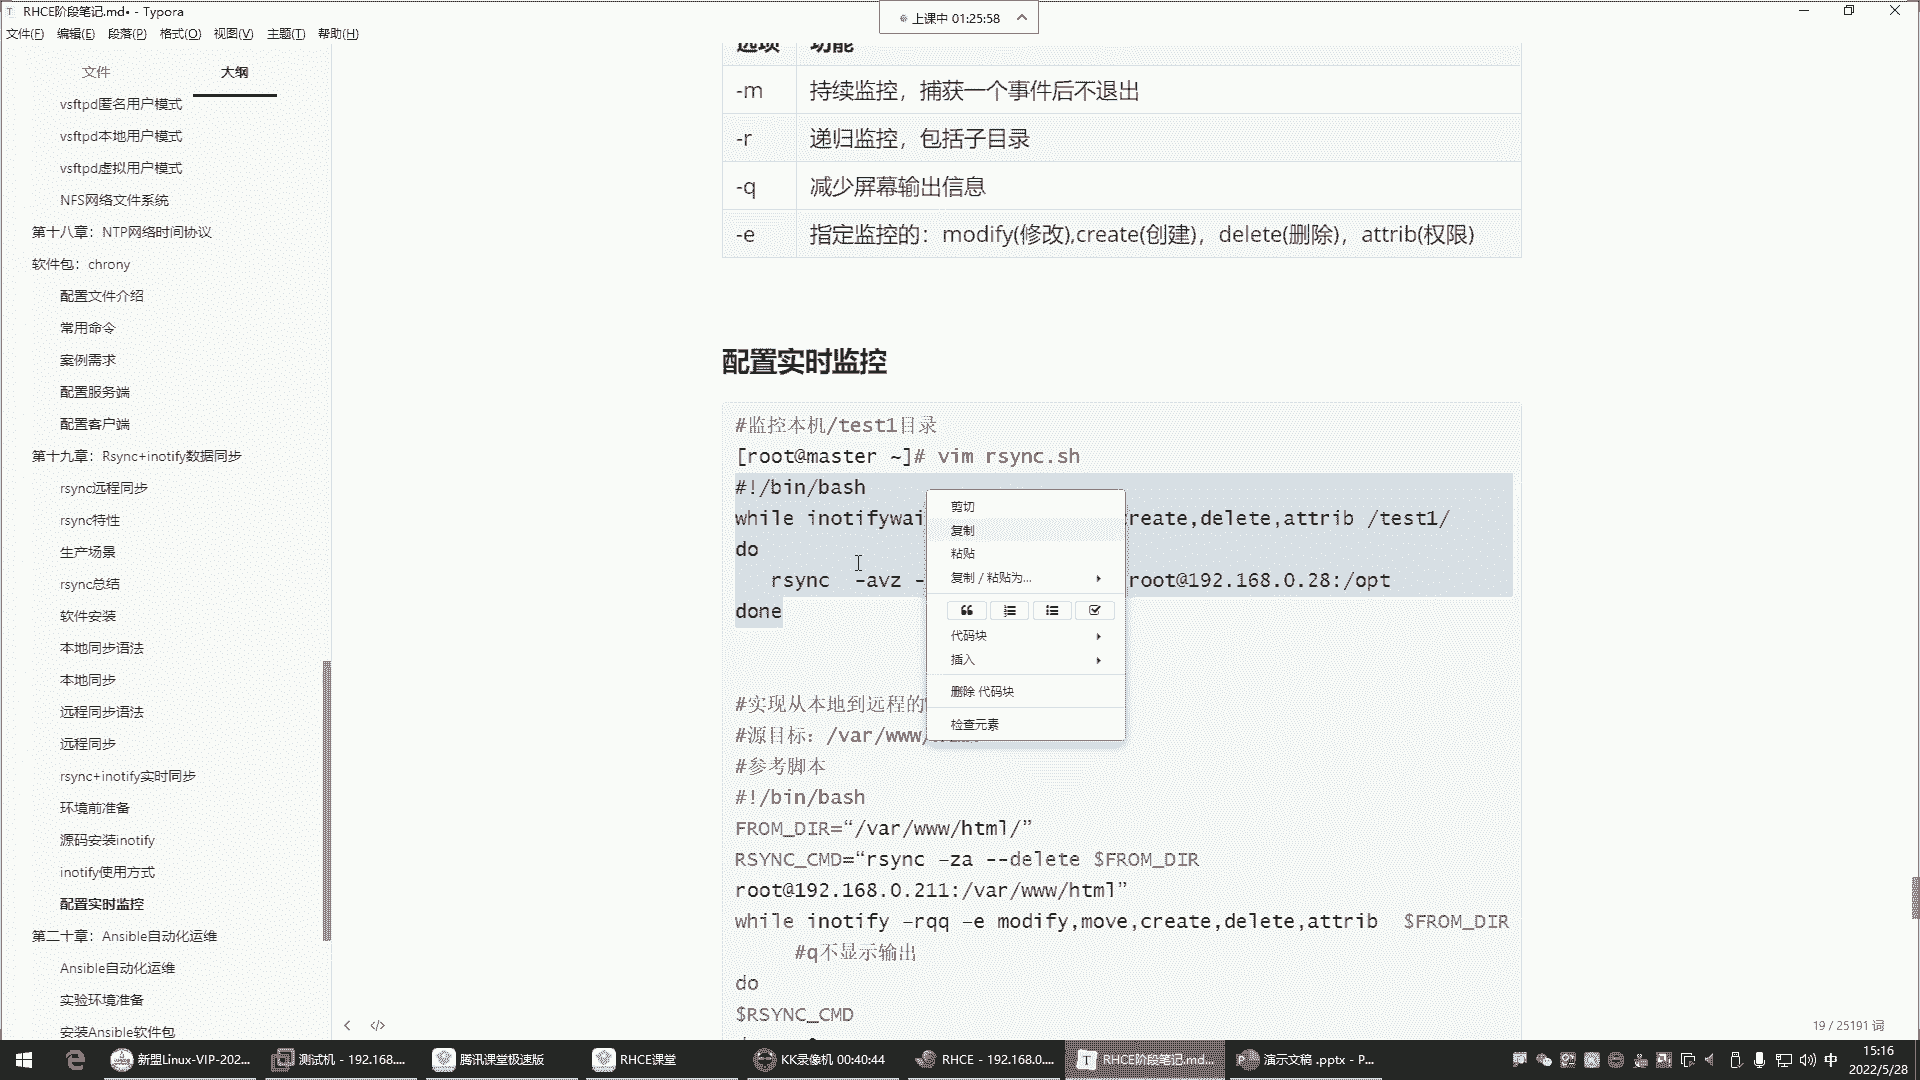 RHCE阶段笔记.md• - Typora
上课中 01:25:58
文件(F) 编辑(E) 段落(P) 格式(O) 视图(V) 主题(T) 帮助(H)
文件 大纲
vsftpd匿名用户模式
vsftpd本地用户模式
vsftpd虚拟用户模式
NFS网络文件系统
第十八章：NTP网络时间协议
软件包：chrony
配置文件介绍
常用命令
案例需求
配置服务端
配置客户端
第十九章：Rsync+inotify数据同步
rsync远程同步
rsync特性
生产场景
rsync总结
软件安装
本地同步语法
本地同步
远程同步语法
远程同步
rsync+inotify实时同步
环境前准备
源码安装inotify
inotify使用方式
配置实时监控
第二十章：Ansible自动化运维
Ansible自动化运维
实验环境准备
安装Ansible软件包
选项 功能
-m 持续监控，捕获一个事件后不退出
-r 递归监控，包括子目录
-q 减少屏幕输出信息
-e 指定监控的：modify(修改),create(创建)，delete(删除)，attrib(权限)
配置实时监控
#监控本机/test1目录
[root@master ~]# vim rsync.sh
#!/bin/bash
while inotifywai reate,delete,attrib /test1/
do
rsync -avz - root@192.168.0.28:/opt
done
#实现从本地到远程的
#源目标：/var/www/
#参考脚本
#!/bin/bash
FROM_DIR=“/var/www/html/”
RSYNC_CMD=“rsync –za --delete $FROM_DIR
root@192.168.0.211:/var/www/html”
while inotify –rqq –e modify,move,create,delete,attrib $FROM_DIR
#q不显示输出
do
$RSYNC_CMD
剪切
复制
粘贴
复制 / 粘贴为...
代码块
插入
删除 代码块
检查元素
19 / 25191 词
新盟Linux-VIP-202... 测试机 - 192.168.... 腾讯课堂极速版 RHCE课堂 KK录像机 00:40:44 RHCE - 192.168.0.... RHCE阶段笔记.md... 演示文稿 .pptx - P... 中 15:16
2022/5/28